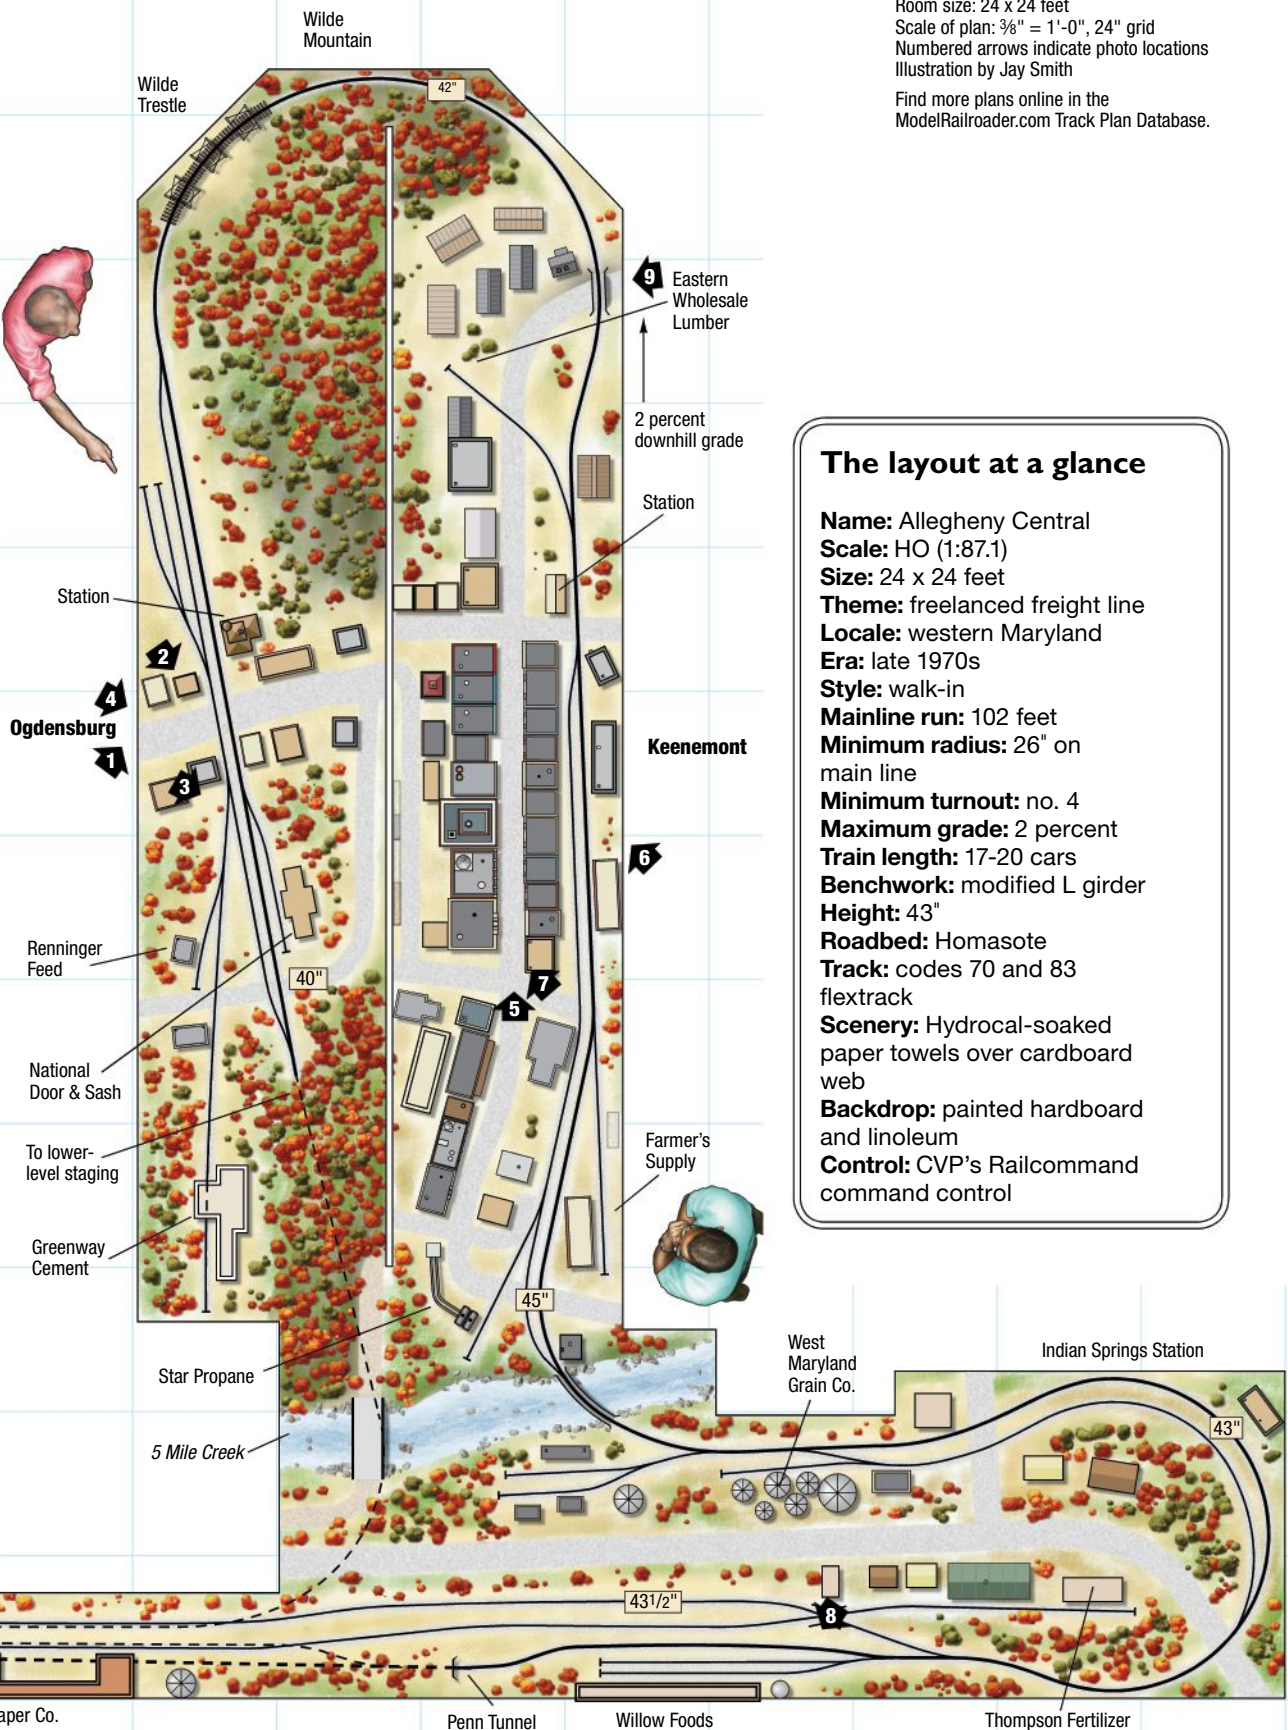 Room size: 24 x 24 feet
Scale of plan: ⅜" = 1'-0", 24" grid
Numbered arrows indicate photo locations
Illustration by Jay Smith
Find more plans online in the
ModelRailroader.com Track Plan Database.
Wilde
Mountain
Wilde
Trestle
42"
9
Eastern
Wholesale
Lumber
2 percent
downhill grade
Station
Station
2
4
Ogdensburg
1
3
Keenemont
6
Renninger
Feed
40"
7
5
National
Door & Sash
To lower-
level staging
Farmer's
Supply
Greenway
Cement
45"
Star Propane
5 Mile Creek
West
Maryland
Grain Co.
Indian Springs Station
43"
43 1/2"
8
aper Co.
Penn Tunnel
Willow Foods
Thompson Fertilizer
The layout at a glance
Name: Allegheny Central
Scale: HO (1:87.1)
Size: 24 x 24 feet
Theme: freelanced freight line
Locale: western Maryland
Era: late 1970s
Style: walk-in
Mainline run: 102 feet
Minimum radius: 26" on
main line
Minimum turnout: no. 4
Maximum grade: 2 percent
Train length: 17-20 cars
Benchwork: modified L girder
Height: 43"
Roadbed: Homasote
Track: codes 70 and 83
flextrack
Scenery: Hydrocal-soaked
paper towels over cardboard
web
Backdrop: painted hardboard
and linoleum
Control: CVP's Railcommand
command control